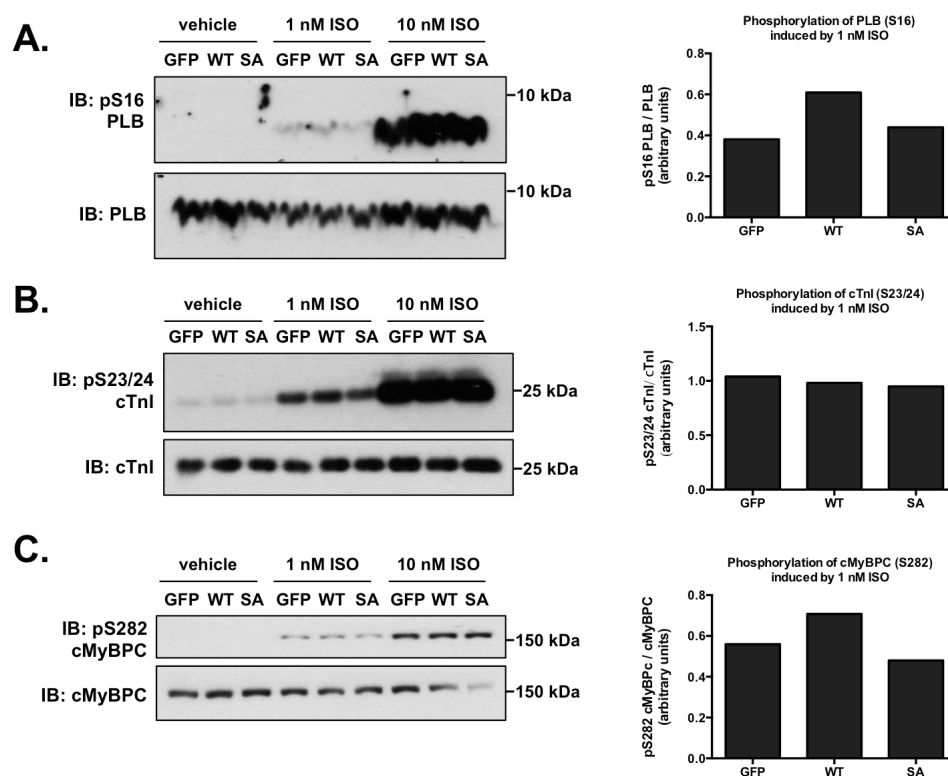 A.
vehicle 1 nM ISO 10 nM ISO
GFP WT SA GFP WT SA GFP WT SA
IB: pS16
PLB
10 kDa
IB: PLB
10 kDa
Phosphorylation of PLB (S16)
induced by 1 nM ISO
pS16 PLB / PLB
(arbitrary units)
0.8
0.6
0.4
0.2
0.0
GFP WT SA
B.
vehicle 1 nM ISO 10 nM ISO
GFP WT SA GFP WT SA GFP WT SA
IB: pS23/24
cTnI
25 kDa
IB: cTnI
25 kDa
Phosphorylation of cTnI (S23/24)
induced by 1 nM ISO
pS23/24 cTnI/ cTnI
(arbitrary units)
1.5
1.0
0.5
0.0
GFP WT SA
C.
vehicle 1 nM ISO 10 nM ISO
GFP WT SA GFP WT SA GFP WT SA
IB: pS282
cMyBPC
150 kDa
IB: cMyBPC
150 kDa
Phosphorylation of cMyBPC (S282)
induced by 1 nM ISO
pS282 cMyBPc / cMyBPC
(arbitrary units)
0.8
0.6
0.4
0.2
0.0
GFP WT SA